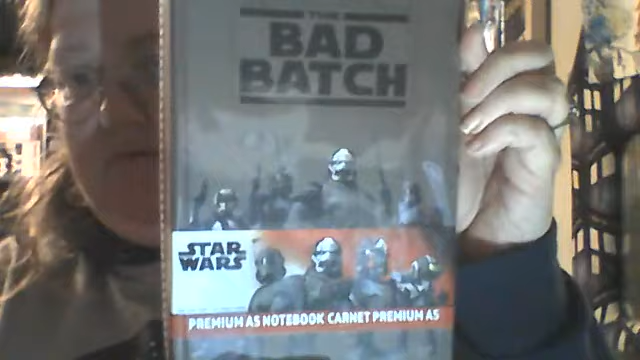 THE
BAD
BATCH
STAR
WARS
PREMIUM A5 NOTEBOOK CARNET PREMIUM A5